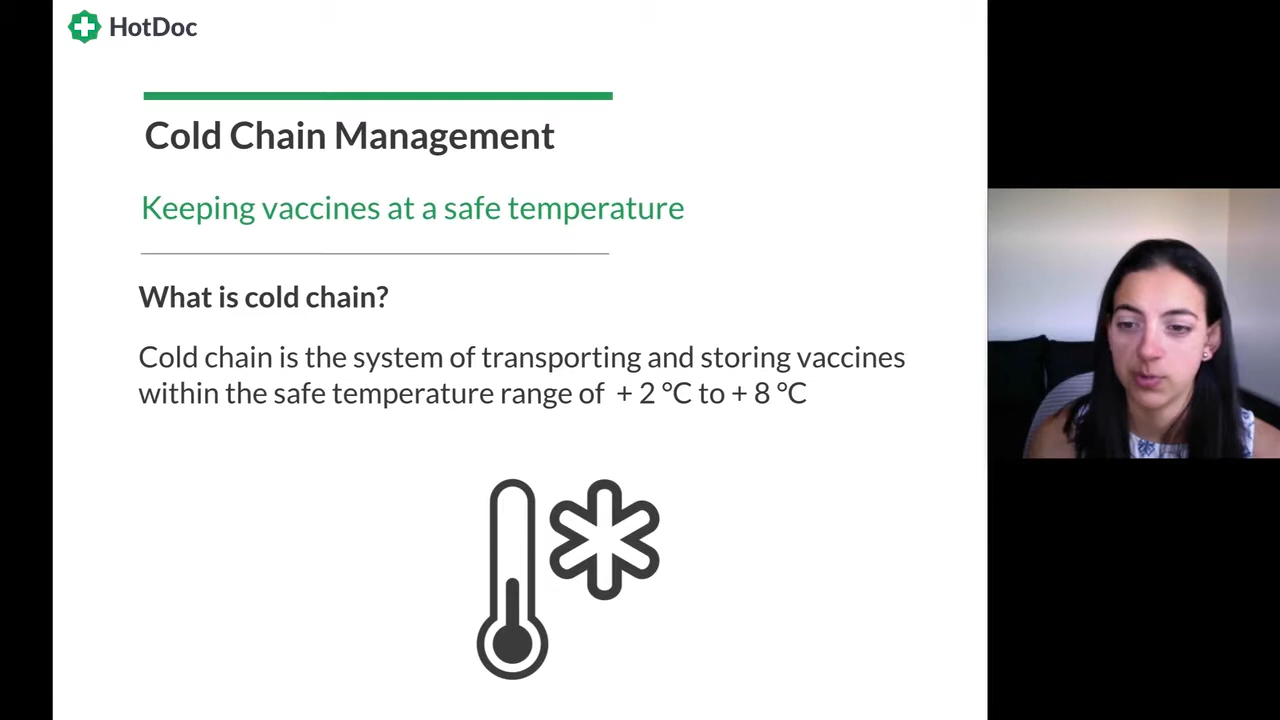 HotDoc
Cold Chain Management
Keeping vaccines at a safe temperature
What is cold chain?
Cold chain is the system of transporting and storing vaccines
within the safe temperature range of + 2 °C to + 8 °C